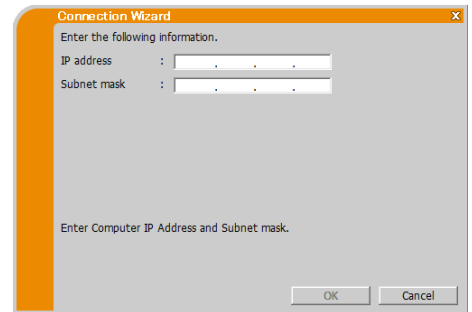 Connection Wizard x
Enter the following information.
IP address : . . .
Subnet mask : . . .
Enter Computer IP Address and Subnet mask.
OK Cancel